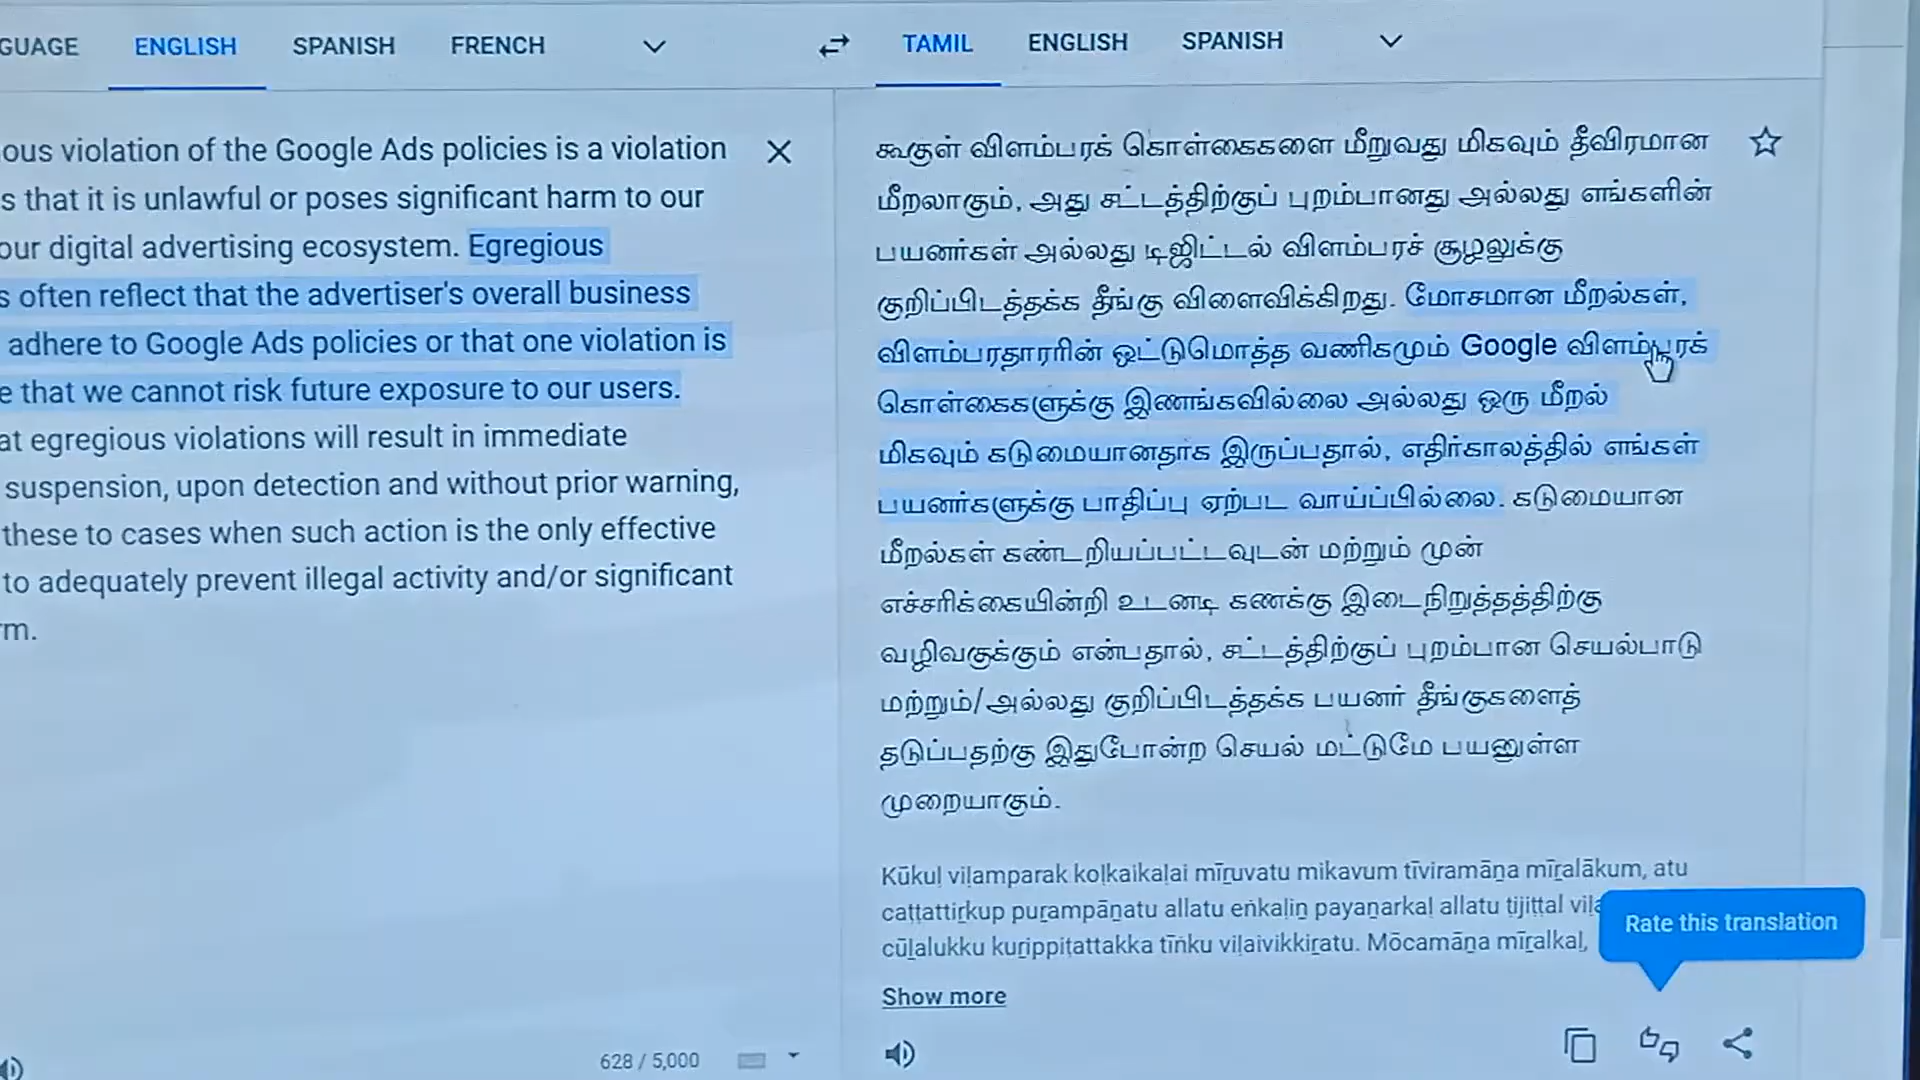 GUAGE ENGLISH SPANISH FRENCH
TAMIL ENGLISH SPANISH
ous violation of the Google Ads policies is a violation
s that it is unlawful or poses significant harm to our
our digital advertising ecosystem. Egregious
s often reflect that the advertiser's overall business
adhere to Google Ads policies or that one violation is
e that we cannot risk future exposure to our users.
at egregious violations will result in immediate
suspension, upon detection and without prior warning,
these to cases when such action is the only effective
to adequately prevent illegal activity and/or significant
rm.
628 / 5,000
கூகுள் விளம்பரக் கொள்கைகளை மீறுவது மிகவும் தீவிரமான
மீறலாகும், அது சட்டத்திற்குப் புறம்பானது அல்லது எங்களின்
பயனர்கள் அல்லது டிஜிட்டல் விளம்பரச் சூழலுக்கு
குறிப்பிடத்தக்க தீங்கு விளைவிக்கிறது. மோசமான மீறல்கள்,
விளம்பரதாரரின் ஒட்டுமொத்த வணிகமும் Google விளம்பரக்
கொள்கைகளுக்கு இணங்கவில்லை அல்லது ஒரு மீறல்
மிகவும் கடுமையானதாக இருப்பதால், எதிர்காலத்தில் எங்கள்
பயனர்களுக்கு பாதிப்பு ஏற்பட வாய்ப்பில்லை. கடுமையான
மீறல்கள் கண்டறியப்பட்டவுடன் மற்றும் முன்
எச்சரிக்கையின்றி உடனடி கணக்கு இடைநிறுத்தத்திற்கு
வழிவகுக்கும் என்பதால், சட்டத்திற்குப் புறம்பான செயல்பாடு
மற்றும்/அல்லது குறிப்பிடத்தக்க பயனர் தீங்குகளைத்
தடுப்பதற்கு இதுபோன்ற செயல் மட்டுமே பயனுள்ள
முறையாகும்.
Kūkuḷ viḷamparak koḷkaikaḷai mīṟuvatu mikavum tīviramāṉa mīṟalākum, atu
caṭṭattiṟkup puṟampāṉatu allatu eṅkaḷiṉ payaṉarkaḷ allatu ṭijiṭṭal viḷa
cūḻalukku kuṟippiṭattakka tīṅku viḷaivikkiṟatu. Mōcamāṉa mīṟalkaḷ,
Rate this translation
Show more